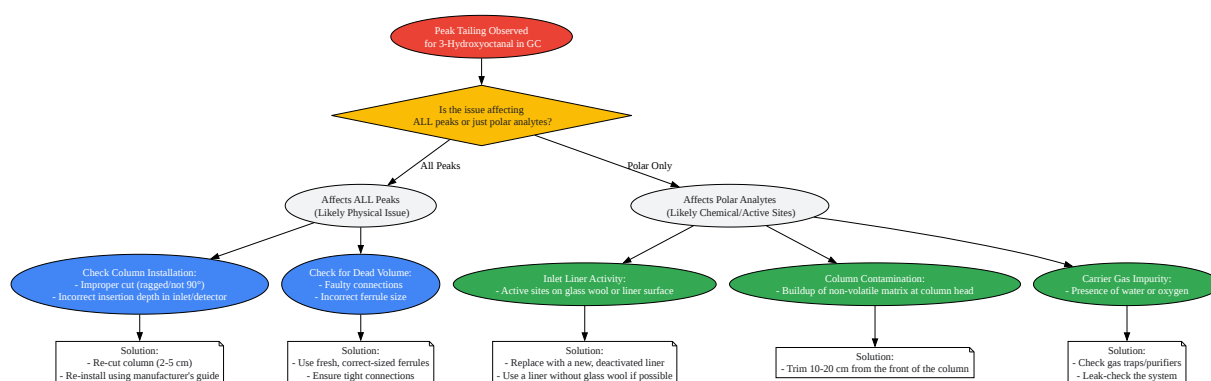 Peak Tailing Observed
for 3-Hydroxyoctanal in GC
Is the issue affecting
ALL peaks or just polar analytes?
All Peaks
Polar Only
Affects ALL Peaks
(Likely Physical Issue)
Affects Polar Analytes
(Likely Chemical/Active Sites)
Check Column Installation:
- Improper cut (ragged/not 90°)
- Incorrect insertion depth in inlet/detector
Check for Dead Volume:
- Faulty connections
- Incorrect ferrule size
Inlet Liner Activity:
- Active sites on glass wool or liner surface
Column Contamination:
- Buildup of non-volatile matrix at column head
Carrier Gas Impurity:
- Presence of water or oxygen
Solution:
- Re-cut column (2-5 cm)
- Re-install using manufacturer's guide
Solution:
- Use fresh, correct-sized ferrules
- Ensure tight connections
Solution:
- Replace with a new, deactivated liner
- Use a liner without glass wool if possible
Solution:
- Trim 10-20 cm from the front of the column
Solution:
- Check gas traps/purifiers
- Leak-check the system